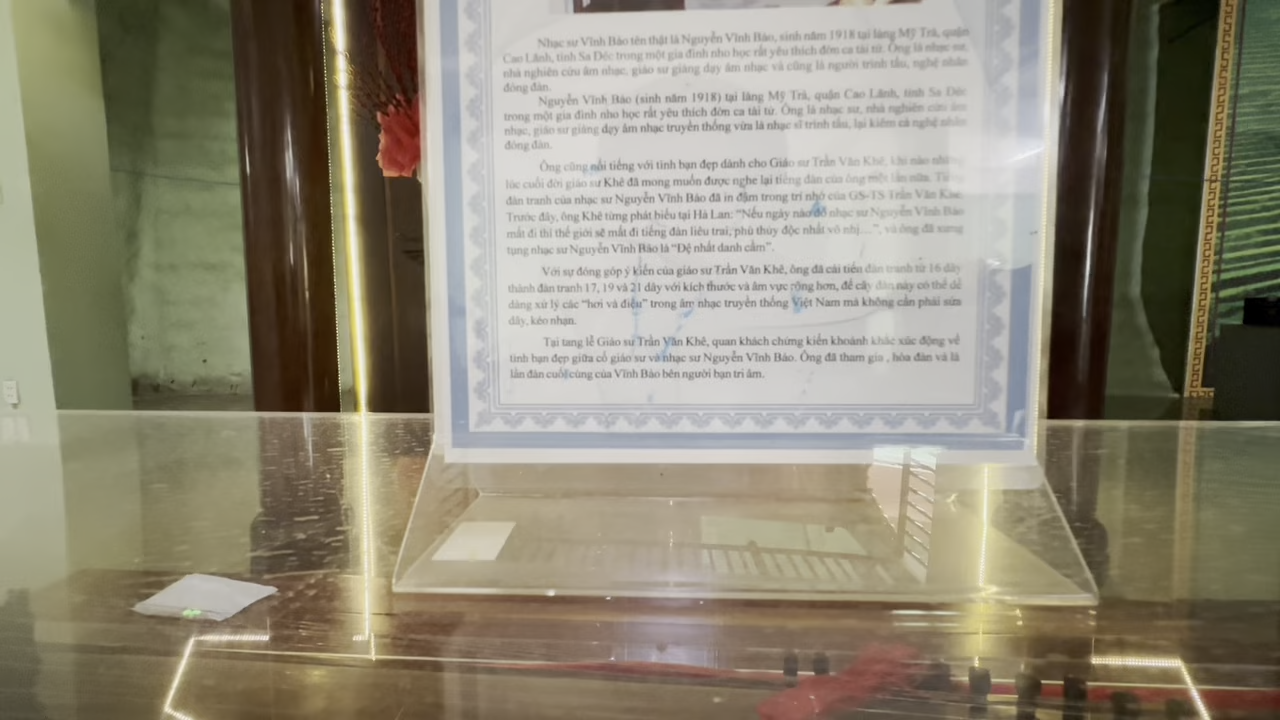 Nhạc sư Vĩnh Bảo tên thật là Nguyễn Vĩnh Bảo, sinh năm 1918 tại làng Mỹ Trà, quận
Cao Lãnh, tỉnh Sa Đéc trong một gia đình nho học rất yêu thích đờn ca tài tử. Ông là nhạc sư,
nhà nghiên cứu âm nhạc, giáo sư giảng dạy âm nhạc và cũng là người trình tấu, nghệ nhân
đóng đàn.
Nguyễn Vĩnh Bảo (sinh năm 1918) tại làng Mỹ Trà, quận Cao Lãnh, tỉnh Sa Đéc
trong một gia đình nho học rất yêu thích đờn ca tài tử. Ông là nhạc sư, nhà nghiên cứu âm
nhạc, giáo sư giảng dạy âm nhạc truyền thống vừa là nhạc sĩ trình tấu, lại kiêm cả nghệ nhân
đóng đàn.
Ông cũng nổi tiếng với tình bạn đẹp dành cho Giáo sư Trần Văn Khê, khi nào những
lúc cuối đời giáo sư Khê đã mong muốn được nghe lại tiếng đàn của ông một lần nữa. Tiếng
đàn tranh của nhạc sư Nguyễn Vĩnh Bảo đã in đậm trong trí nhớ của GS-TS Trần Văn Khê.
Trước đây, ông Khê từng phát biểu tại Hà Lan: “Nếu ngày nào đó nhạc sư Nguyễn Vĩnh Bảo
mất đi thì thế giới sẽ mất đi tiếng đàn liêu trai, phù thủy độc nhất vô nhị....”, và ông đã xưng
tụng nhạc sư Nguyễn Vĩnh Bảo là “Đệ nhất danh cầm”.
Với sự đóng góp ý kiến của giáo sư Trần Văn Khê, ông đã cải tiến đàn tranh từ 16 dây
thành đàn tranh 17, 19 và 21 dây với kích thước và âm vực rộng hơn, để cây đàn này có thể dễ
dàng xử lý các “hơi và điệu” trong âm nhạc truyền thống Việt Nam mà không cần phải sửa
dây, kéo nhạn.
Tại tang lễ Giáo sư Trần Văn Khê, quan khách chứng kiến khoảnh khắc xúc động về
tình bạn đẹp giữa cố giáo sư và nhạc sư Nguyễn Vĩnh Bảo. Ông đã tham gia , hòa đàn và là
lần đàn cuối cùng của Vĩnh Bảo bên người bạn tri âm.